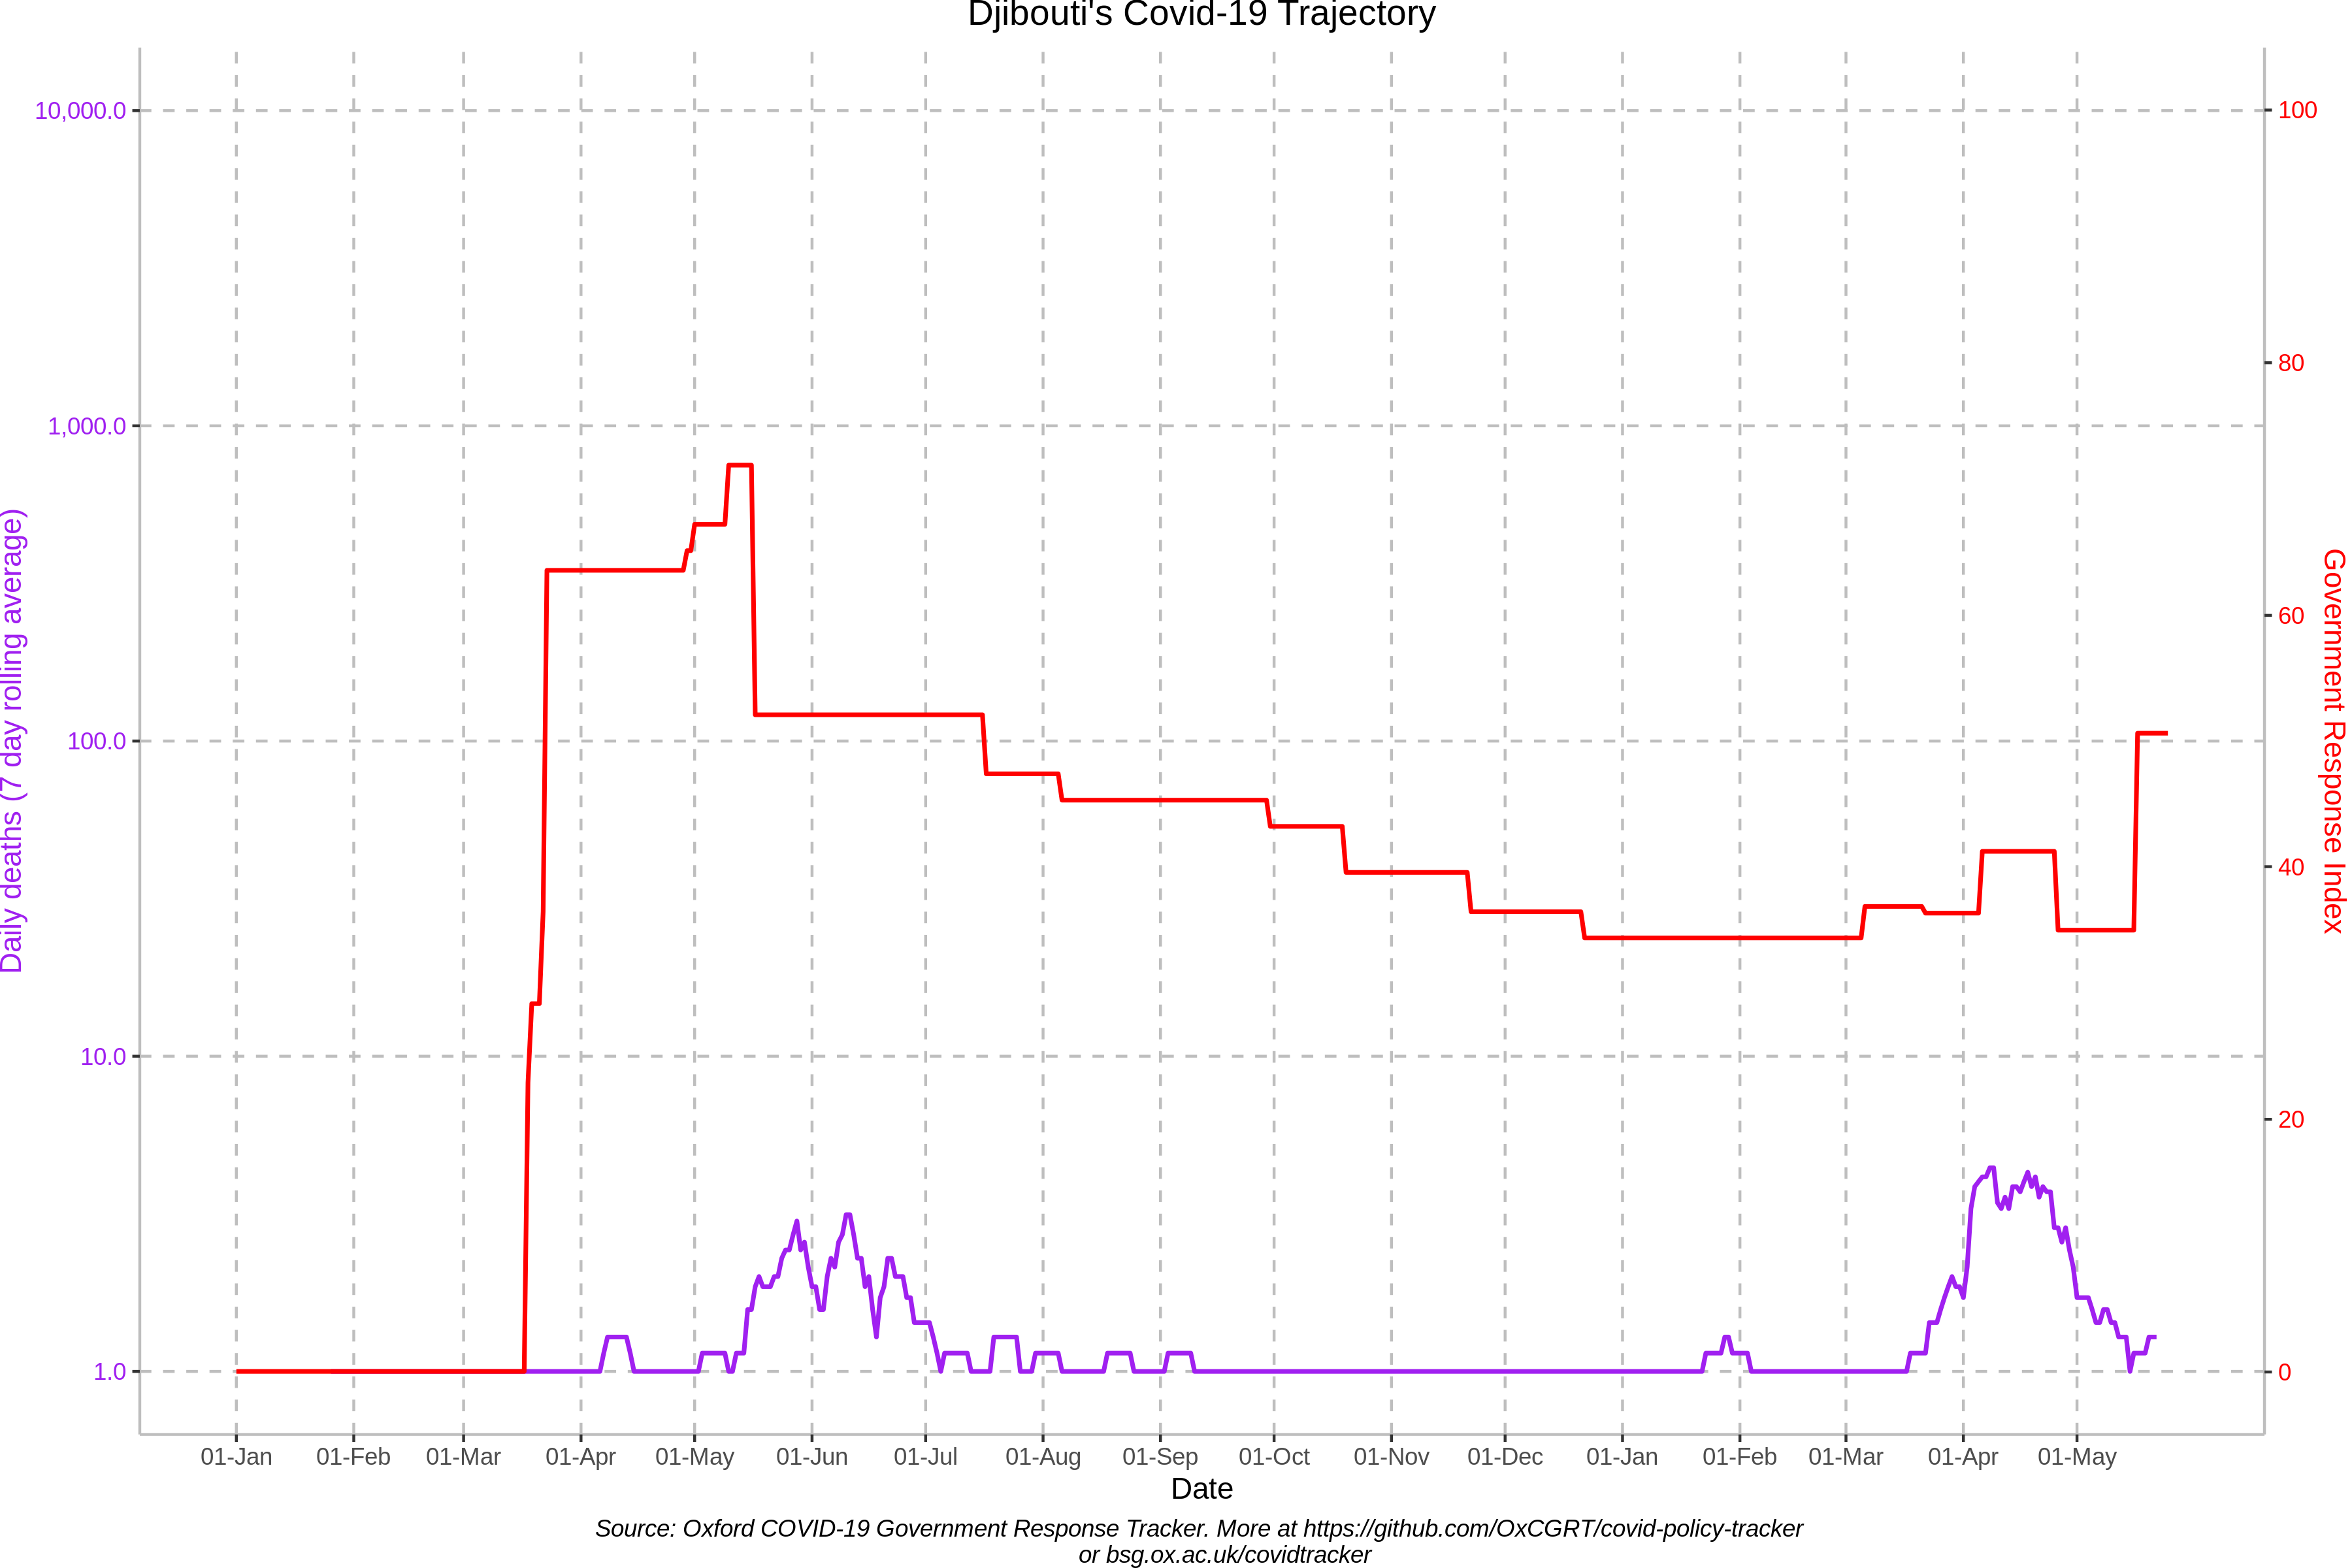 Djibouti's Covid-19 Trajectory
10,000.0
1,000.0
100.0
10.0
1.0
Daily deaths (7 day rolling average)
100
80
60
40
20
0
Government Response Index
01-Jan 01-Feb 01-Mar 01-Apr 01-May 01-Jun 01-Jul 01-Aug 01-Sep 01-Oct 01-Nov 01-Dec 01-Jan 01-Feb 01-Mar 01-Apr 01-May
Date
Source: Oxford COVID-19 Government Response Tracker. More at https://github.com/OxCGRT/covid-policy-tracker
or bsg.ox.ac.uk/covidtracker